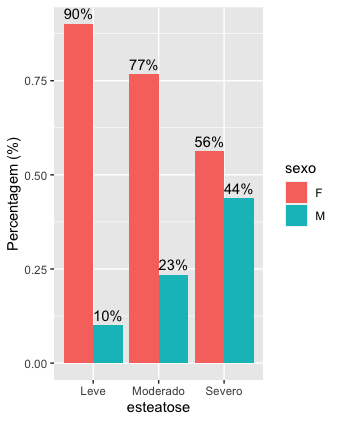 90%
77%
56%
44%
23%
10%
0.75
0.50
0.25
0.00
Percentagem (%)
Leve Moderado Severo
esteatose
sexo
F
M